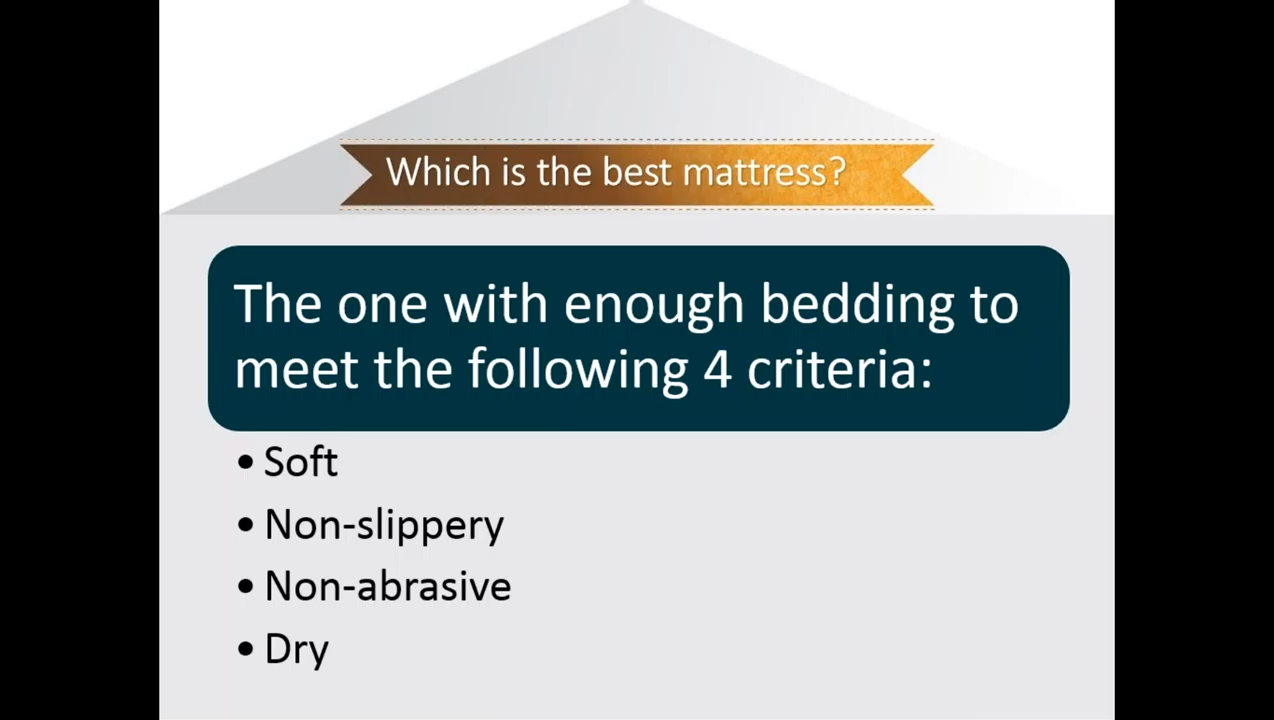 Which is the best mattress?
The one with enough bedding to
meet the following 4 criteria:
• Soft
• Non-slippery
• Non-abrasive
• Dry